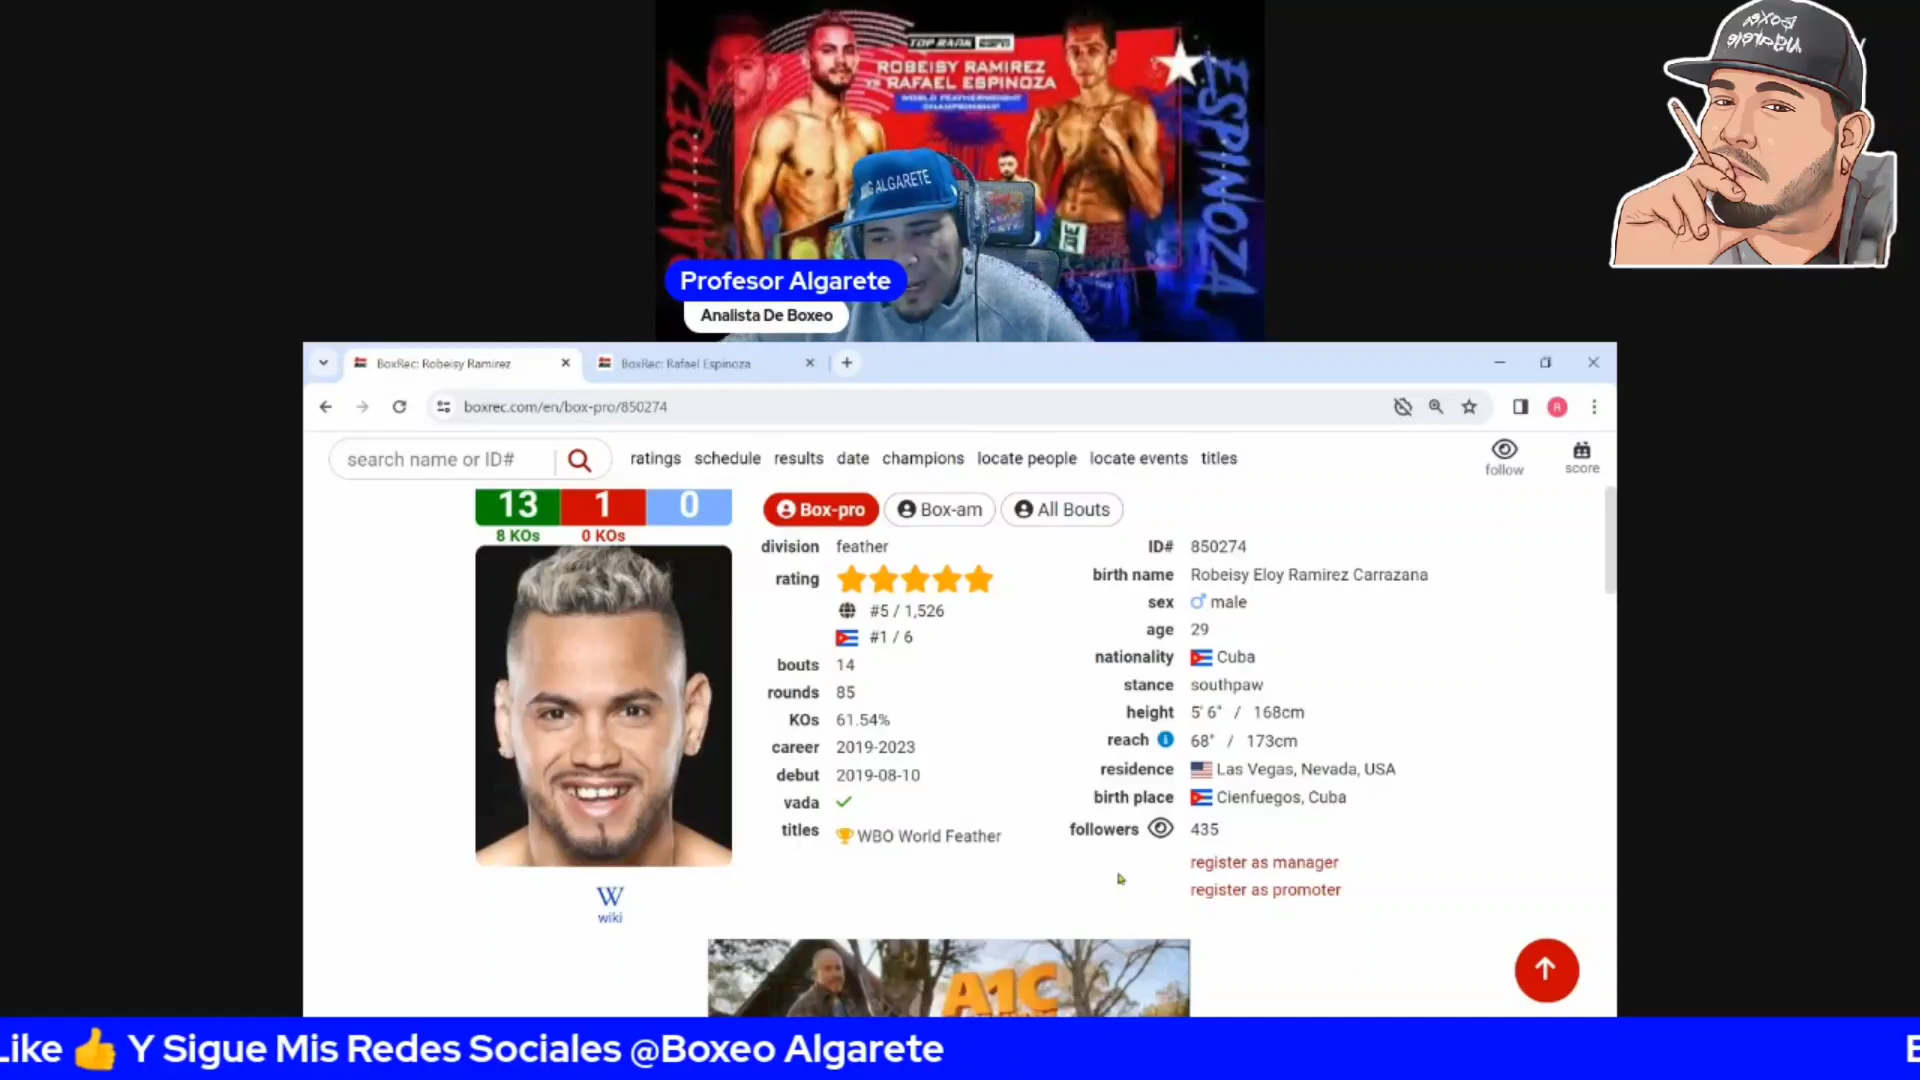 TOP RANK ESPN
ROBEISY RAMIREZ
VS RAFAEL ESPINOZA
WORLD FEATHERWEIGHT
CHAMPIONSHIP
RAMIREZ
ESPINOZA
ALGARETE
Profesor Algarete
Analista De Boxeo
BoxRec: Robeisy Ramirez
BoxRec: Rafael Espinoza
boxrec.com/en/box-pro/850274
R
search name or ID#
ratings schedule results date champions locate people locate events titles
follow
score
13 1 0
8 KOs 0 KOs
Box-pro Box-am All Bouts
division feather
rating
#5 / 1,526
#1 / 6
bouts 14
rounds 85
KOs 61.54%
career 2019-2023
debut 2019-08-10
vada
titles WBO World Feather
ID# 850274
birth name Robeisy Eloy Ramirez Carrazana
sex male
age 29
nationality Cuba
stance southpaw
height 5' 6" / 168cm
reach 68" / 173cm
residence Las Vegas, Nevada, USA
birth place Cienfuegos, Cuba
followers 435
register as manager
register as promoter
W
wiki
A1C
Like 👍 Y Sigue Mis Redes Sociales @Boxeo Algarete